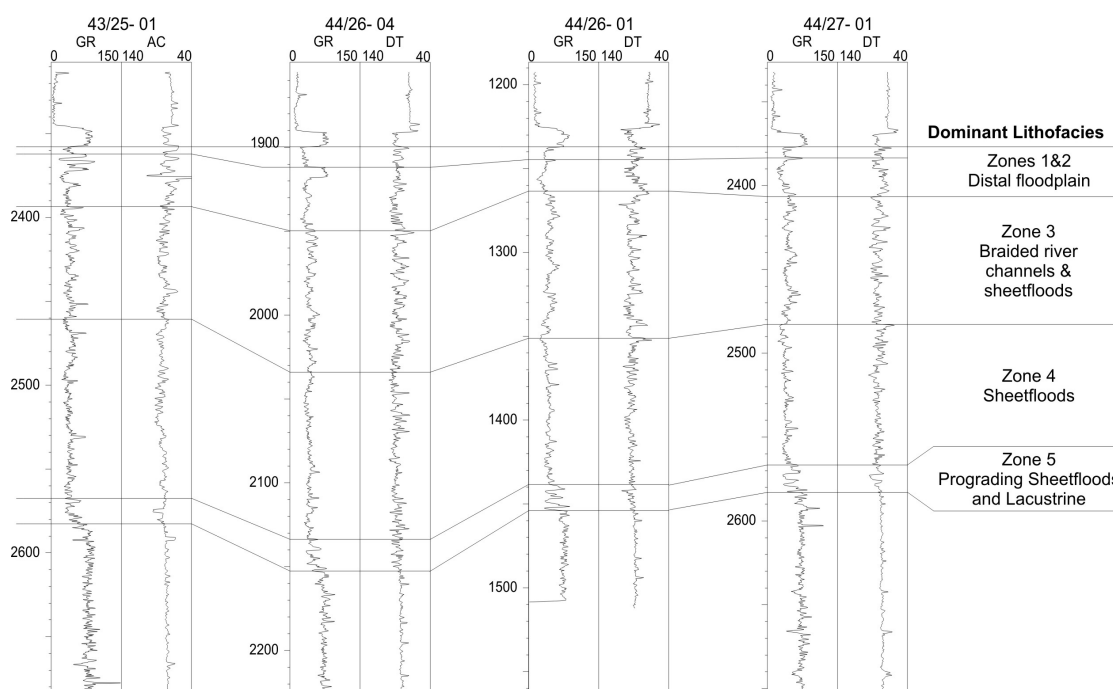 43/25- 01
44/26- 04
44/26- 01
44/27- 01
GR AC
GR DT
GR DT
GR DT
0 150 140 40
0 150 140 40
0 150 140 40
0 150 140 40
2400
2500
2600
1900
2000
2100
2200
1200
1300
1400
1500
2400
2500
2600
Dominant Lithofacies
Zones 1&2
Distal floodplain
Zone 3
Braided river
channels &
sheetfloods
Zone 4
Sheetfloods
Zone 5
Prograding Sheetfloods
and Lacustrine